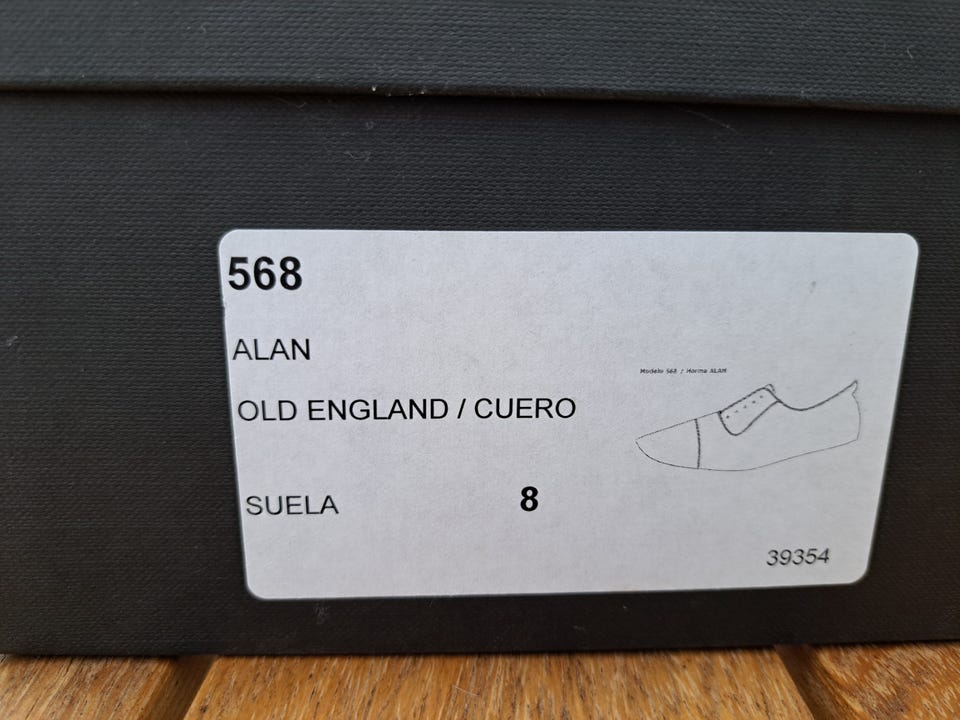 568
ALAN
OLD ENGLAND / CUERO
Modelo 568 / Horma ALAN
SUELA 8
39354